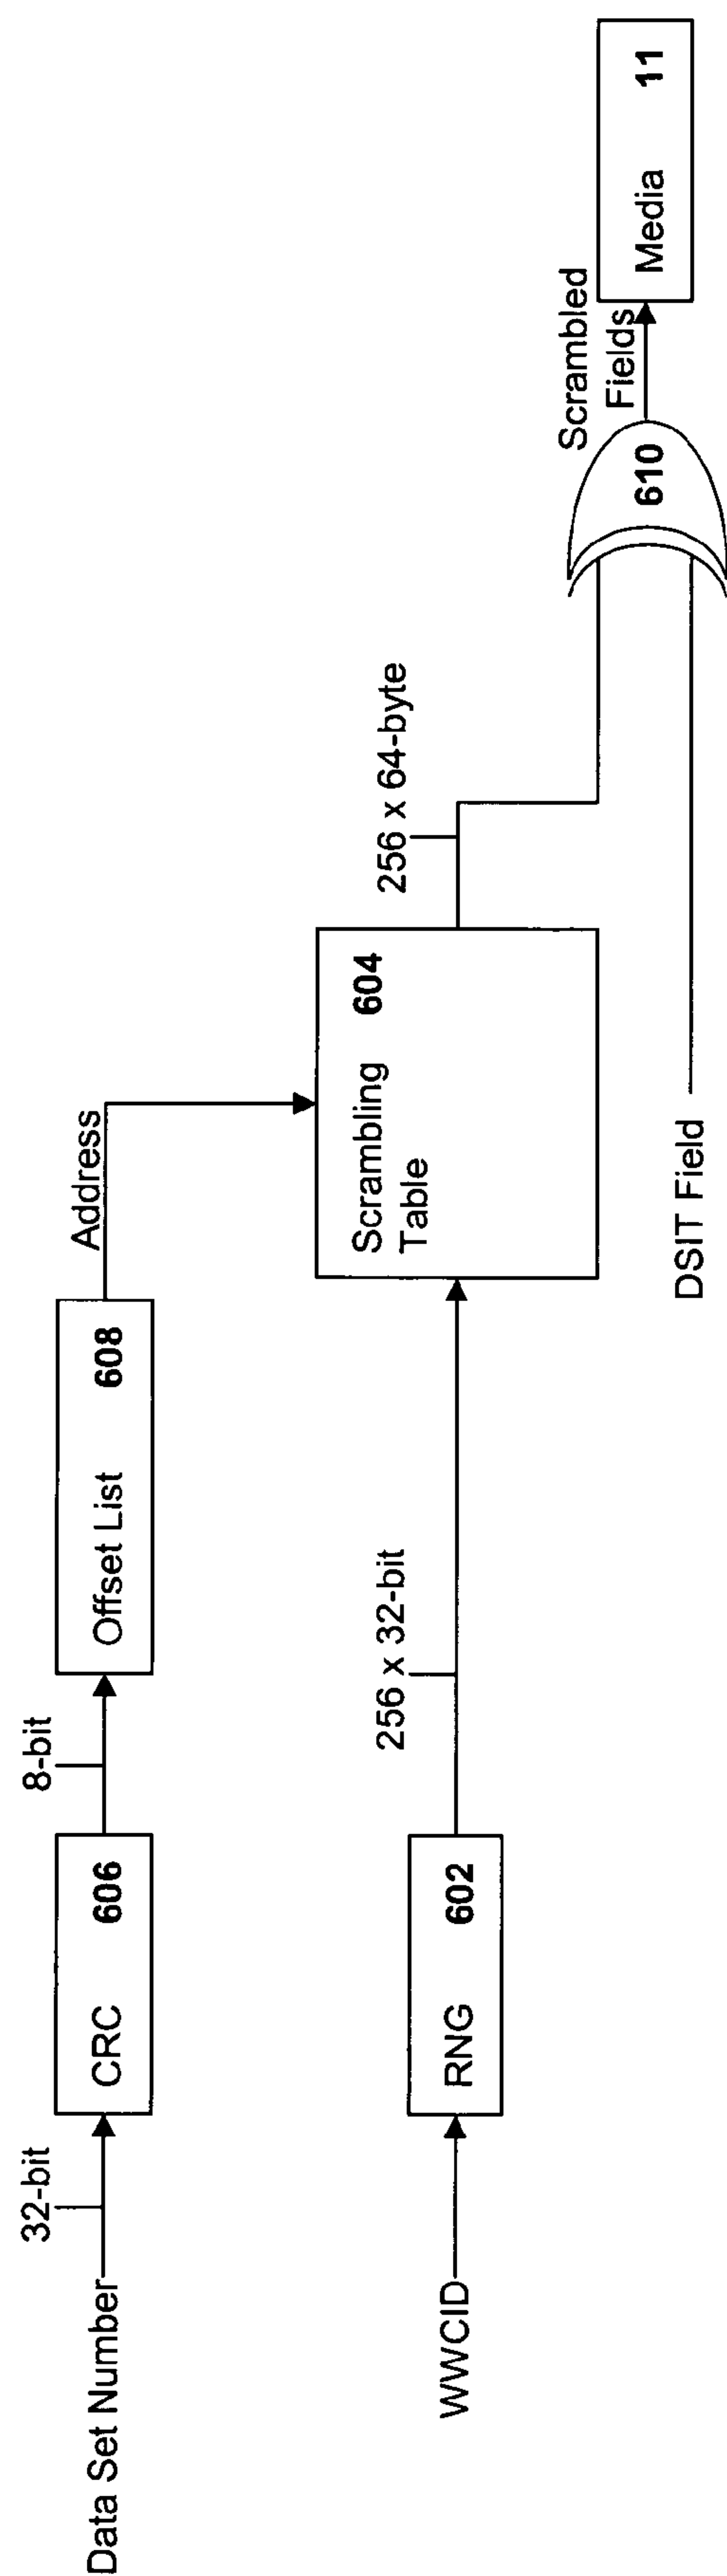 32-bit
Data Set Number
CRC 606
8-bit
Offset List 608
Address
WWCID
RNG 602
256 x 32-bit
Scrambling 604
Table
256 x 64-byte
DSIT Field
610
Scrambled
Fields
Media 11